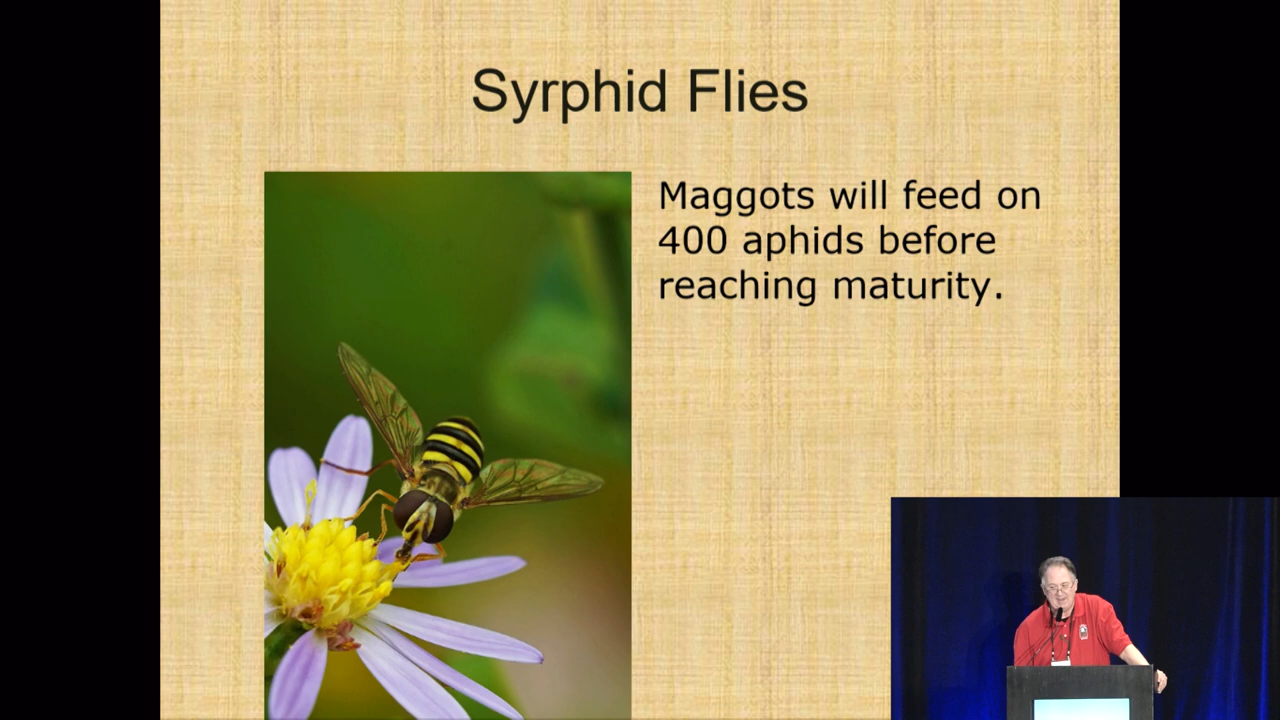 Syrphid Flies
Maggots will feed on
400 aphids before
reaching maturity.